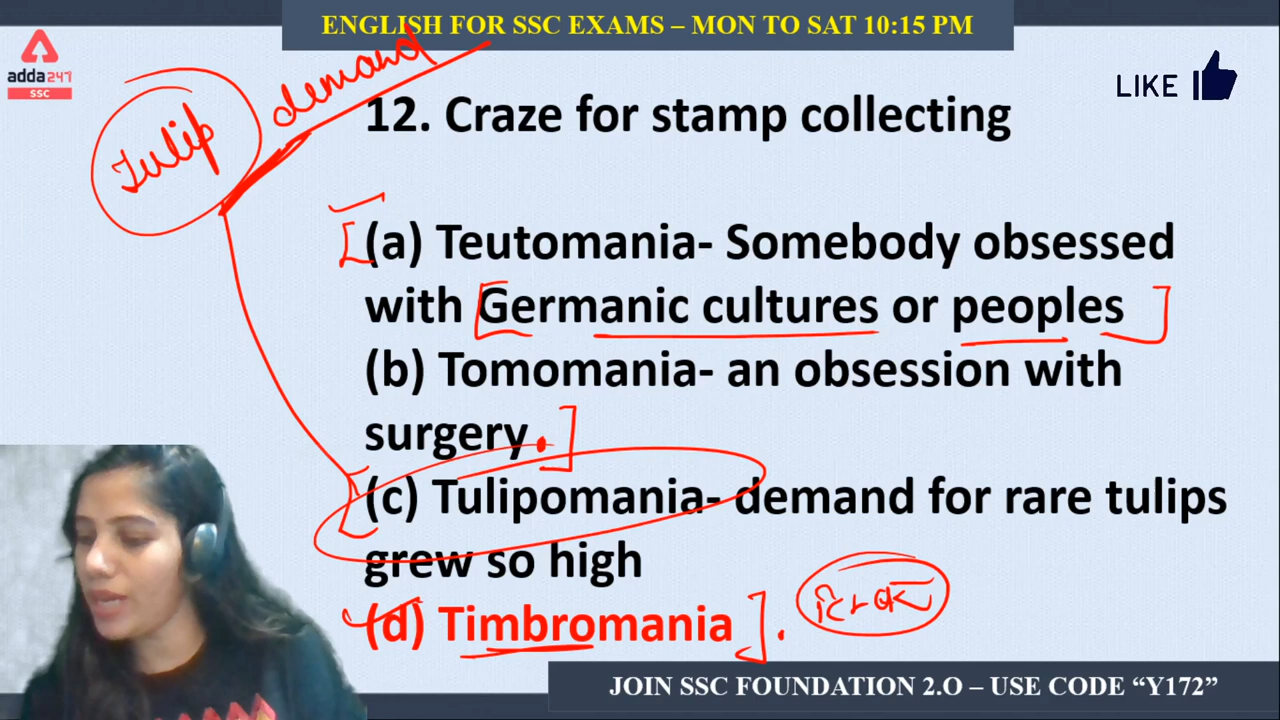 ENGLISH FOR SSC EXAMS – MON TO SAT 10:15 PM
adda247
SSC
LIKE
demand
Tulip
12. Craze for stamp collecting
(a) Teutomania- Somebody obsessed
with Germanic cultures or peoples
(b) Tomomania- an obsession with
surgery.
(c) Tulipomania- demand for rare tulips
grew so high
(d) Timbromania
JOIN SSC FOUNDATION 2.O – USE CODE “Y172”